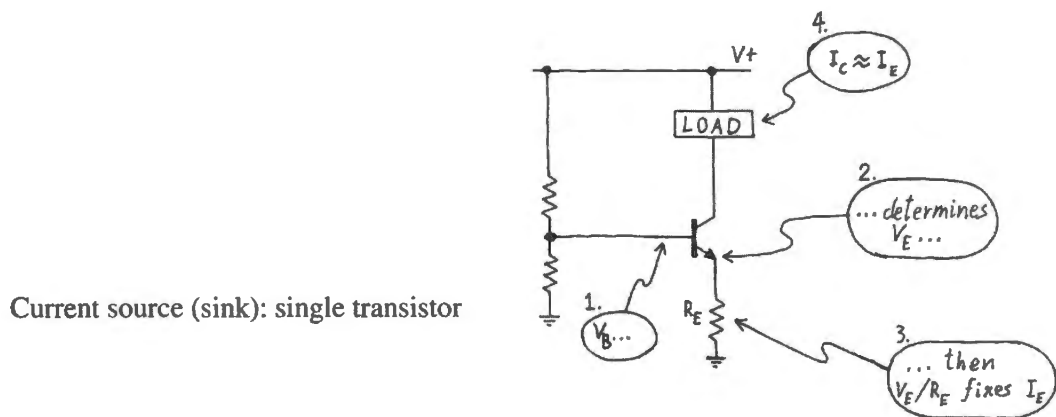 4.
I_C ≈ I_E
V+
LOAD
2.
... determines
V_E ...
1.
V_B...
R_E
3.
... then
V_E/R_E fixes I_E
Current source (sink): single transistor